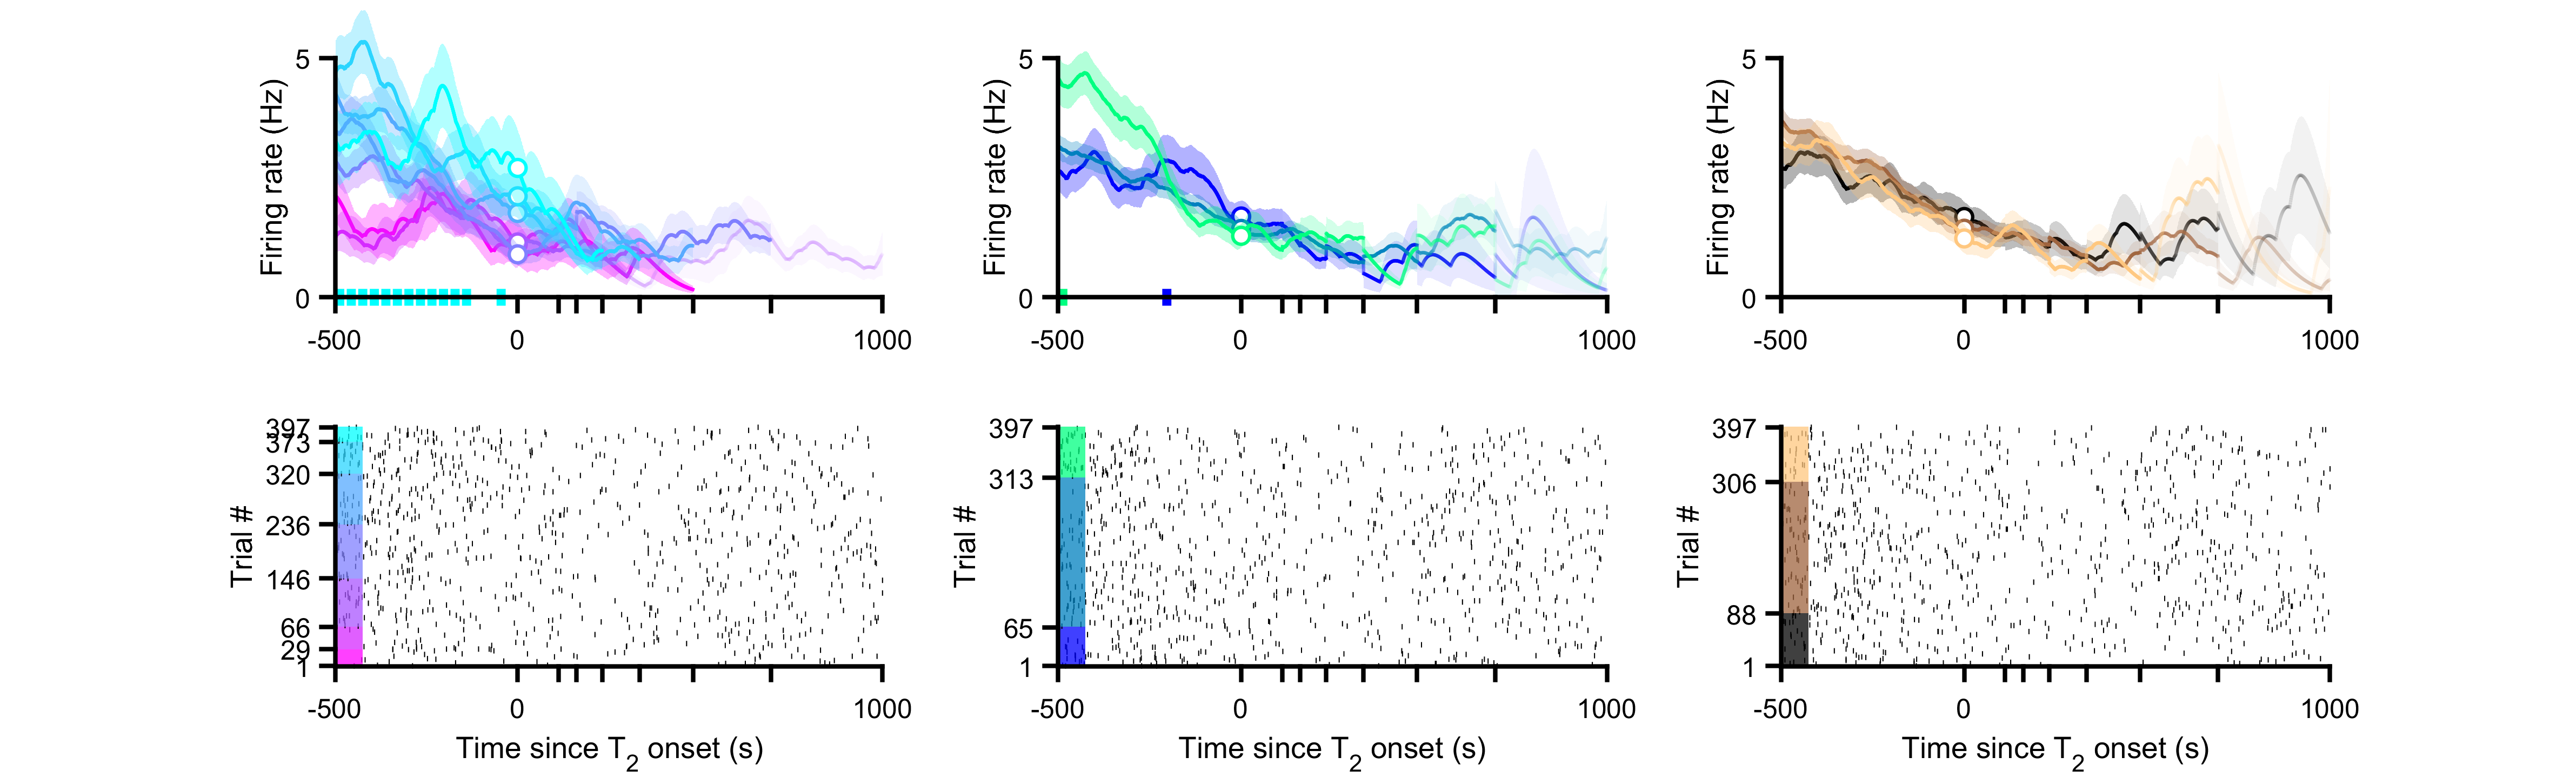 5
Firing rate (Hz)
0
-500 0 1000
5
Firing rate (Hz)
0
-500 0 1000
5
Firing rate (Hz)
0
-500 0 1000
397
373
320
236
146
66
29
1
Trial #
-500 0 1000
Time since T2 onset (s)
397
313
65
1
Trial #
-500 0 1000
Time since T2 onset (s)
397
306
88
1
Trial #
-500 0 1000
Time since T2 onset (s)